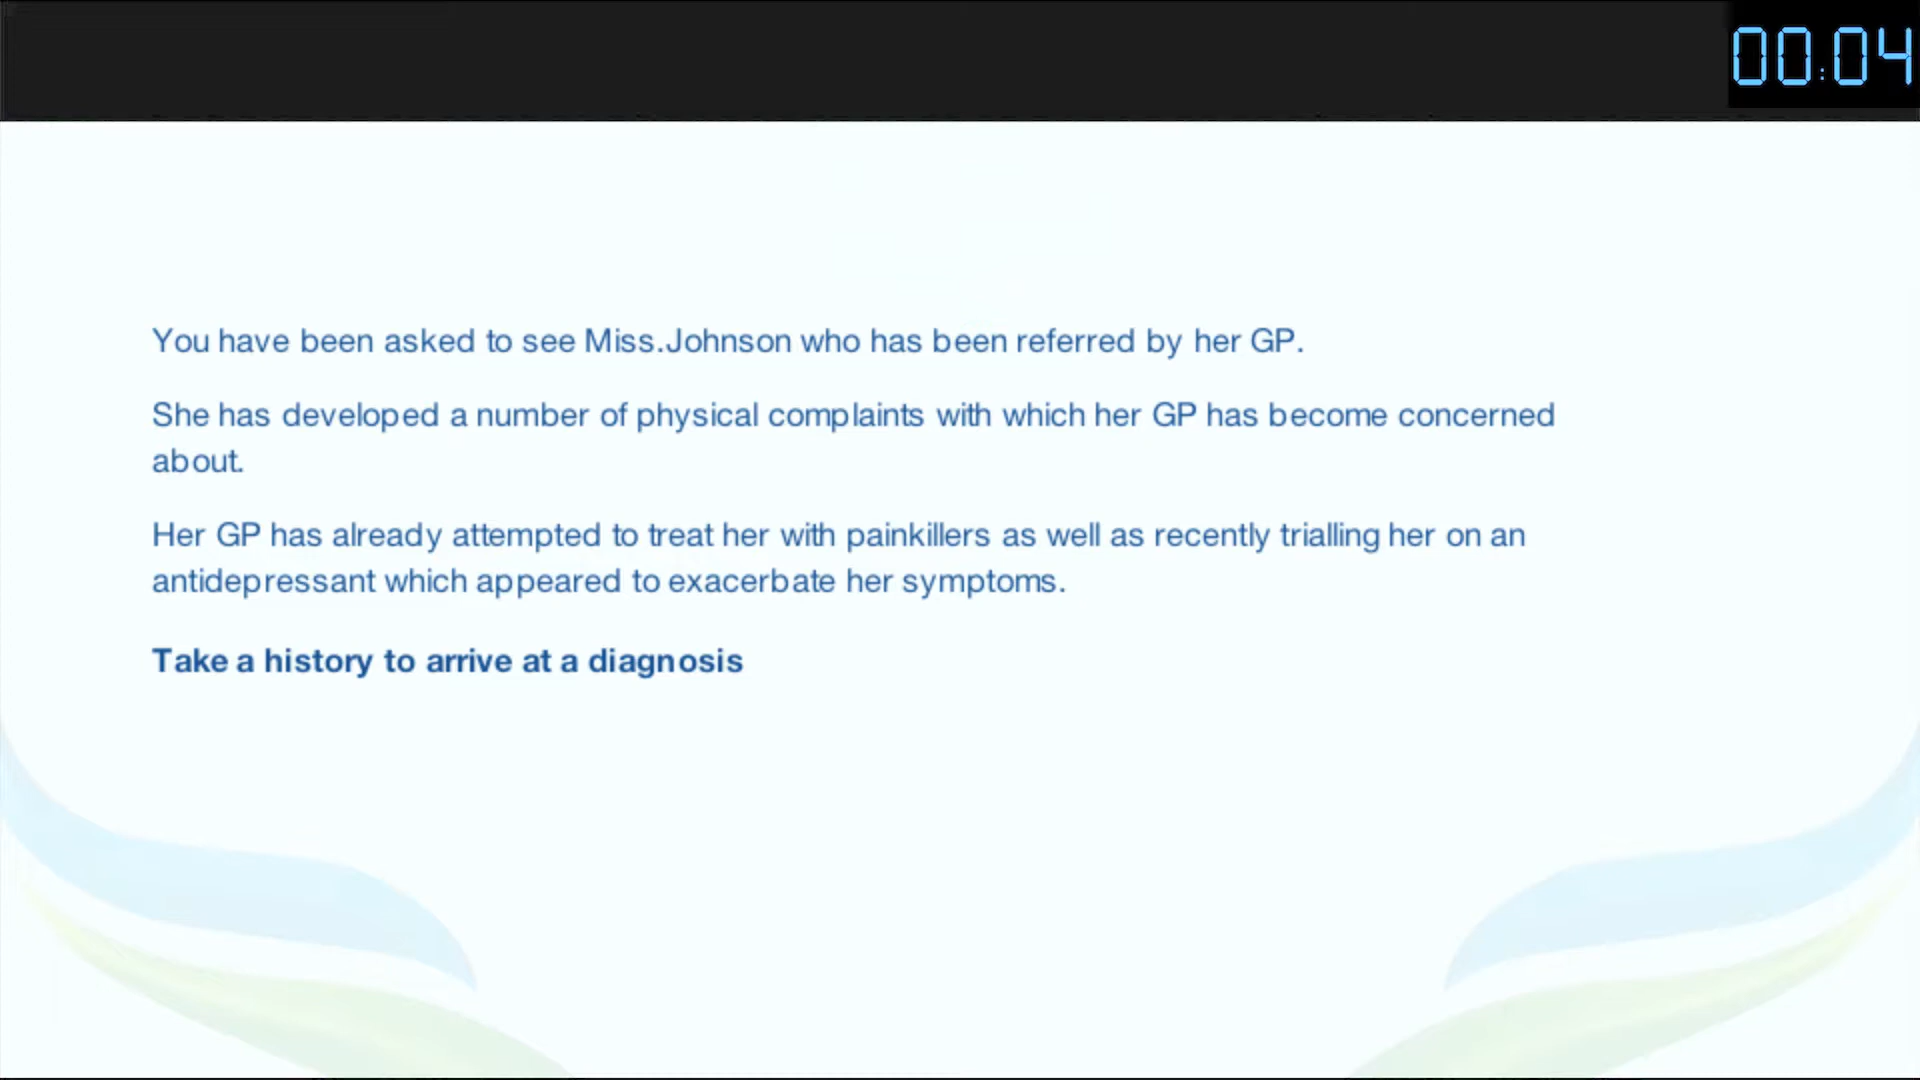 00:04
You have been asked to see Miss.Johnson who has been referred by her GP.
She has developed a number of physical complaints with which her GP has become concerned
about.
Her GP has already attempted to treat her with painkillers as well as recently trialling her on an
antidepressant which appeared to exacerbate her symptoms.
Take a history to arrive at a diagnosis